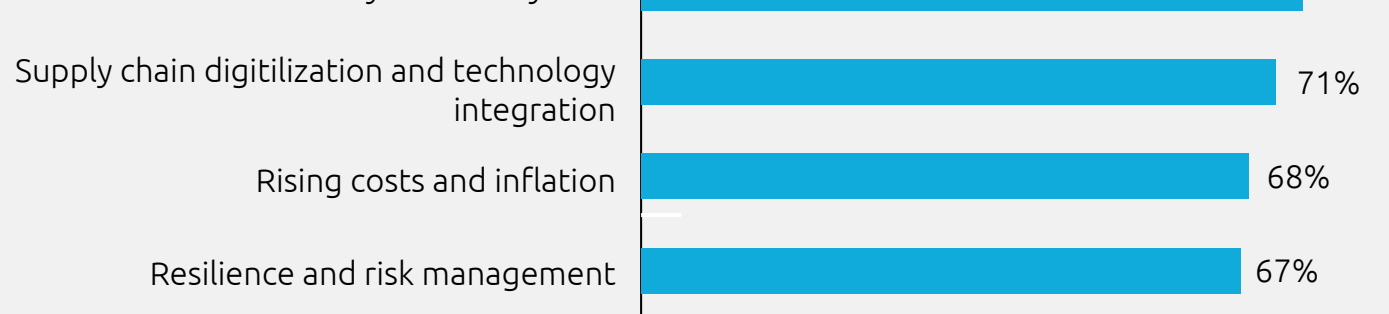 Supply chain digitilization and technology
integration
71%
Rising costs and inflation
68%
Resilience and risk management
67%